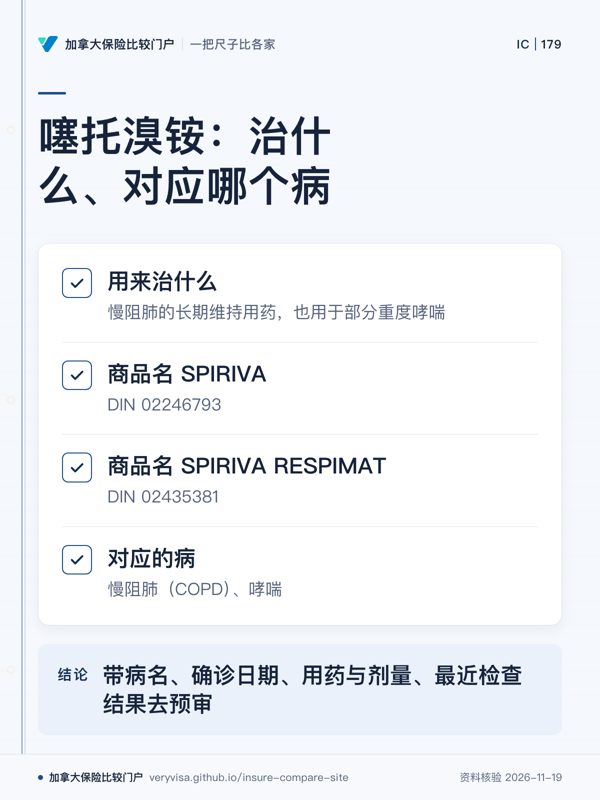 加拿大保险比较门户 | 一把尺子比各家
IC | 179
噻托溴铵：治什
么、对应哪个病
用来治什么
慢阻肺的长期维持用药，也用于部分重度哮喘
商品名 SPIRIVA
DIN 02246793
商品名 SPIRIVA RESPIMAT
DIN 02435381
对应的病
慢阻肺（COPD）、哮喘
结论
带病名、确诊日期、用药与剂量、最近检查
结果去预审
加拿大保险比较门户 veryvisa.github.io/insure-compare-site
资料核验 2026-11-19